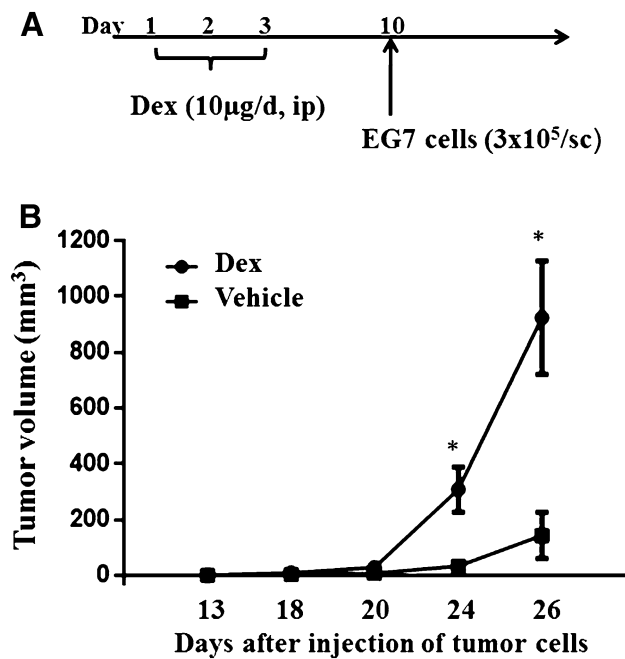 A
Day 1 2 3 10
Dex (10μg/d, ip)
EG7 cells (3x10⁵/sc)
B
Tumor volume (mm³)
1200
1000
800
600
400
200
0
Dex
Vehicle
*
*
13 18 20 24 26
Days after injection of tumor cells